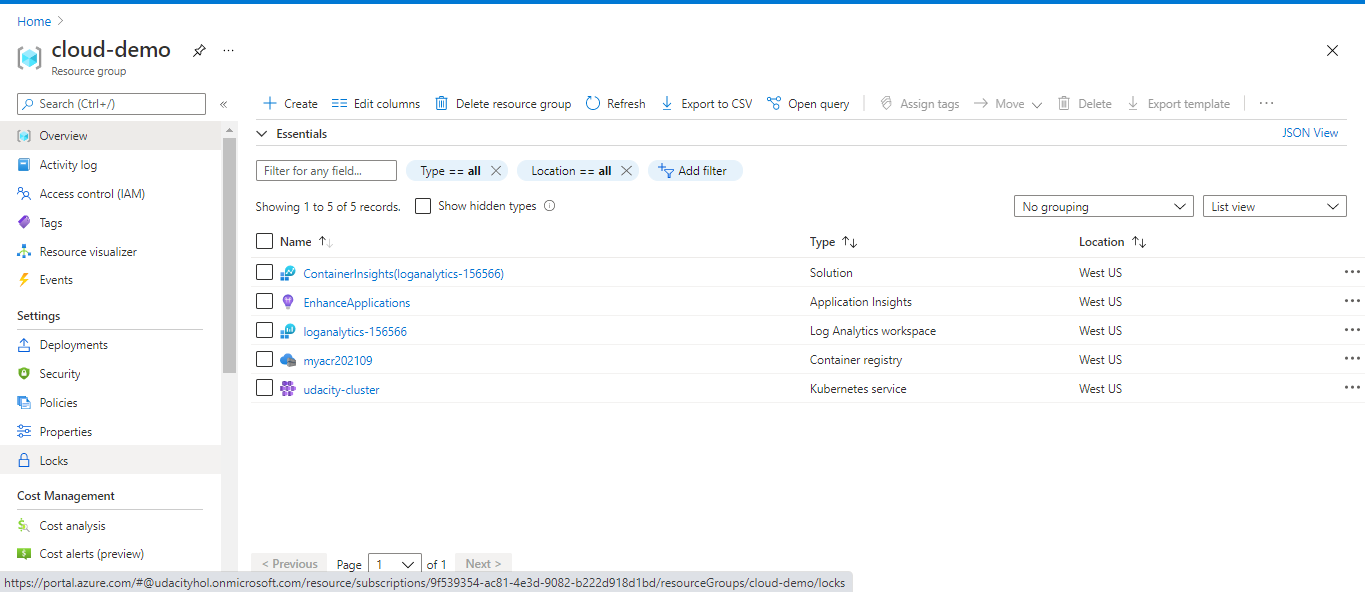 Home
cloud-demo
Resource group
Search (Ctrl+/)
Overview
Activity log
Access control (IAM)
Tags
Resource visualizer
Events
Settings
Deployments
Security
Policies
Properties
Locks
Cost Management
Cost analysis
Cost alerts (preview)
Create Edit columns Delete resource group Refresh Export to CSV Open query Assign tags Move Delete Export template
Essentials JSON View
Filter for any field... Type == all Location == all Add filter
Showing 1 to 5 of 5 records. Show hidden types No grouping List view
Name Type Location
ContainerInsights(loganalytics-156566) Solution West US
EnhanceApplications Application Insights West US
loganalytics-156566 Log Analytics workspace West US
myacr202109 Container registry West US
udacity-cluster Kubernetes service West US
< Previous Page 1 of 1 Next >
https://portal.azure.com/#@udacityhol.onmicrosoft.com/resource/subscriptions/9f539354-ac81-4e3d-9082-b222d918d1bd/resourceGroups/cloud-demo/locks